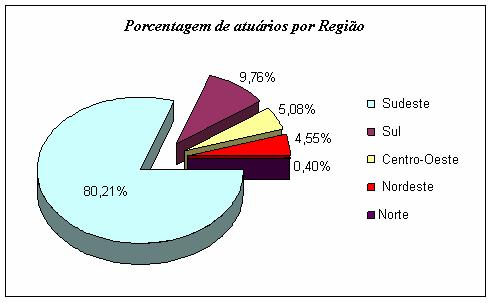 Porcentagem de atuários por Região
9,76%
5,08%
4,55%
0,40%
80,21%
Sudeste
Sul
Centro-Oeste
Nordeste
Norte